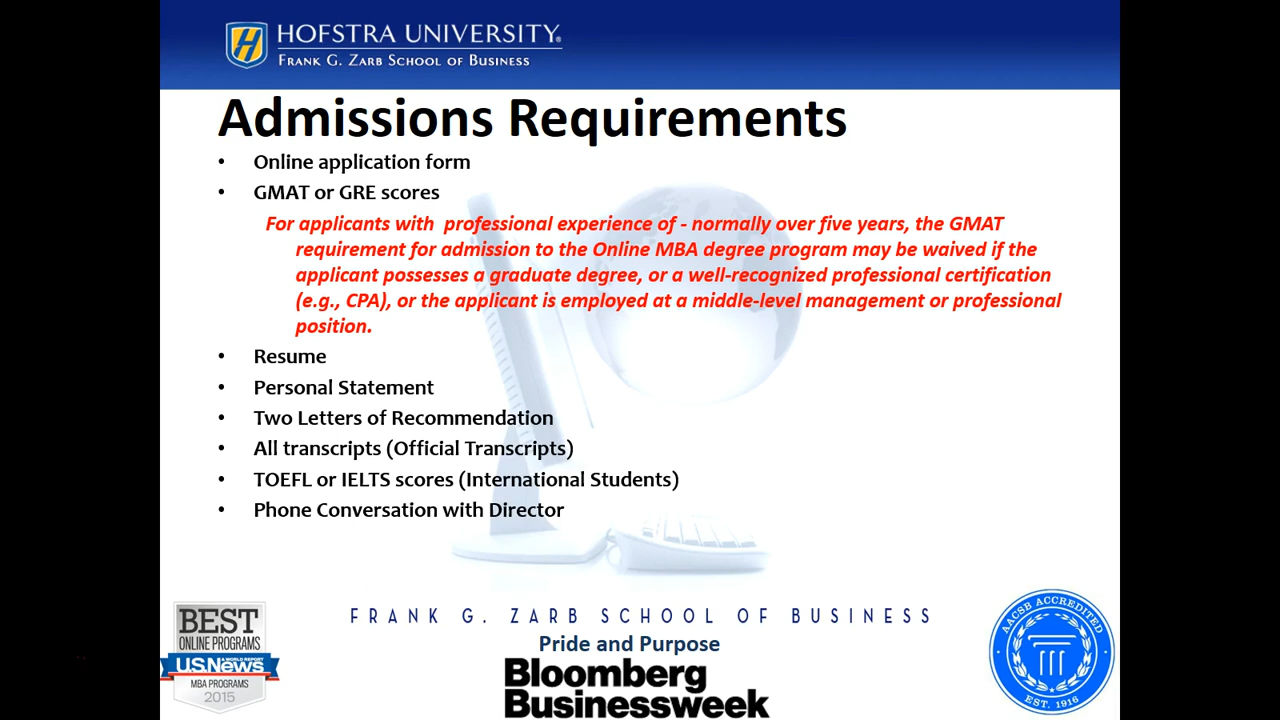 HOFSTRA UNIVERSITY®
FRANK G. ZARB SCHOOL OF BUSINESS
Admissions Requirements
• Online application form
• GMAT or GRE scores
For applicants with professional experience of - normally over five years, the GMAT
requirement for admission to the Online MBA degree program may be waived if the
applicant possesses a graduate degree, or a well-recognized professional certification
(e.g., CPA), or the applicant is employed at a middle-level management or professional
position.
• Resume
• Personal Statement
• Two Letters of Recommendation
• All transcripts (Official Transcripts)
• TOEFL or IELTS scores (International Students)
• Phone Conversation with Director
FRANK G. ZARB SCHOOL OF BUSINESS
Pride and Purpose
Bloomberg
Businessweek
BEST
ONLINE PROGRAMS
U.S. News
& WORLD REPORT
MBA PROGRAMS
2015
AACSB ACCREDITED
EST. 1916